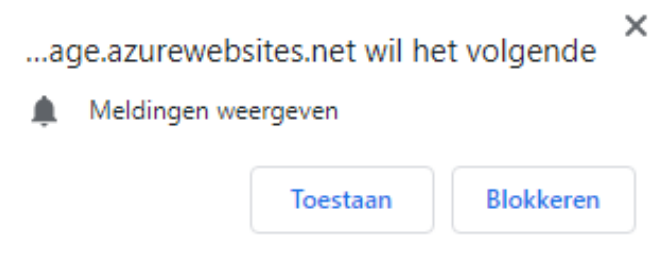 ...age.azurewebsites.net wil het volgende
Meldingen weergeven
Toestaan
Blokkeren